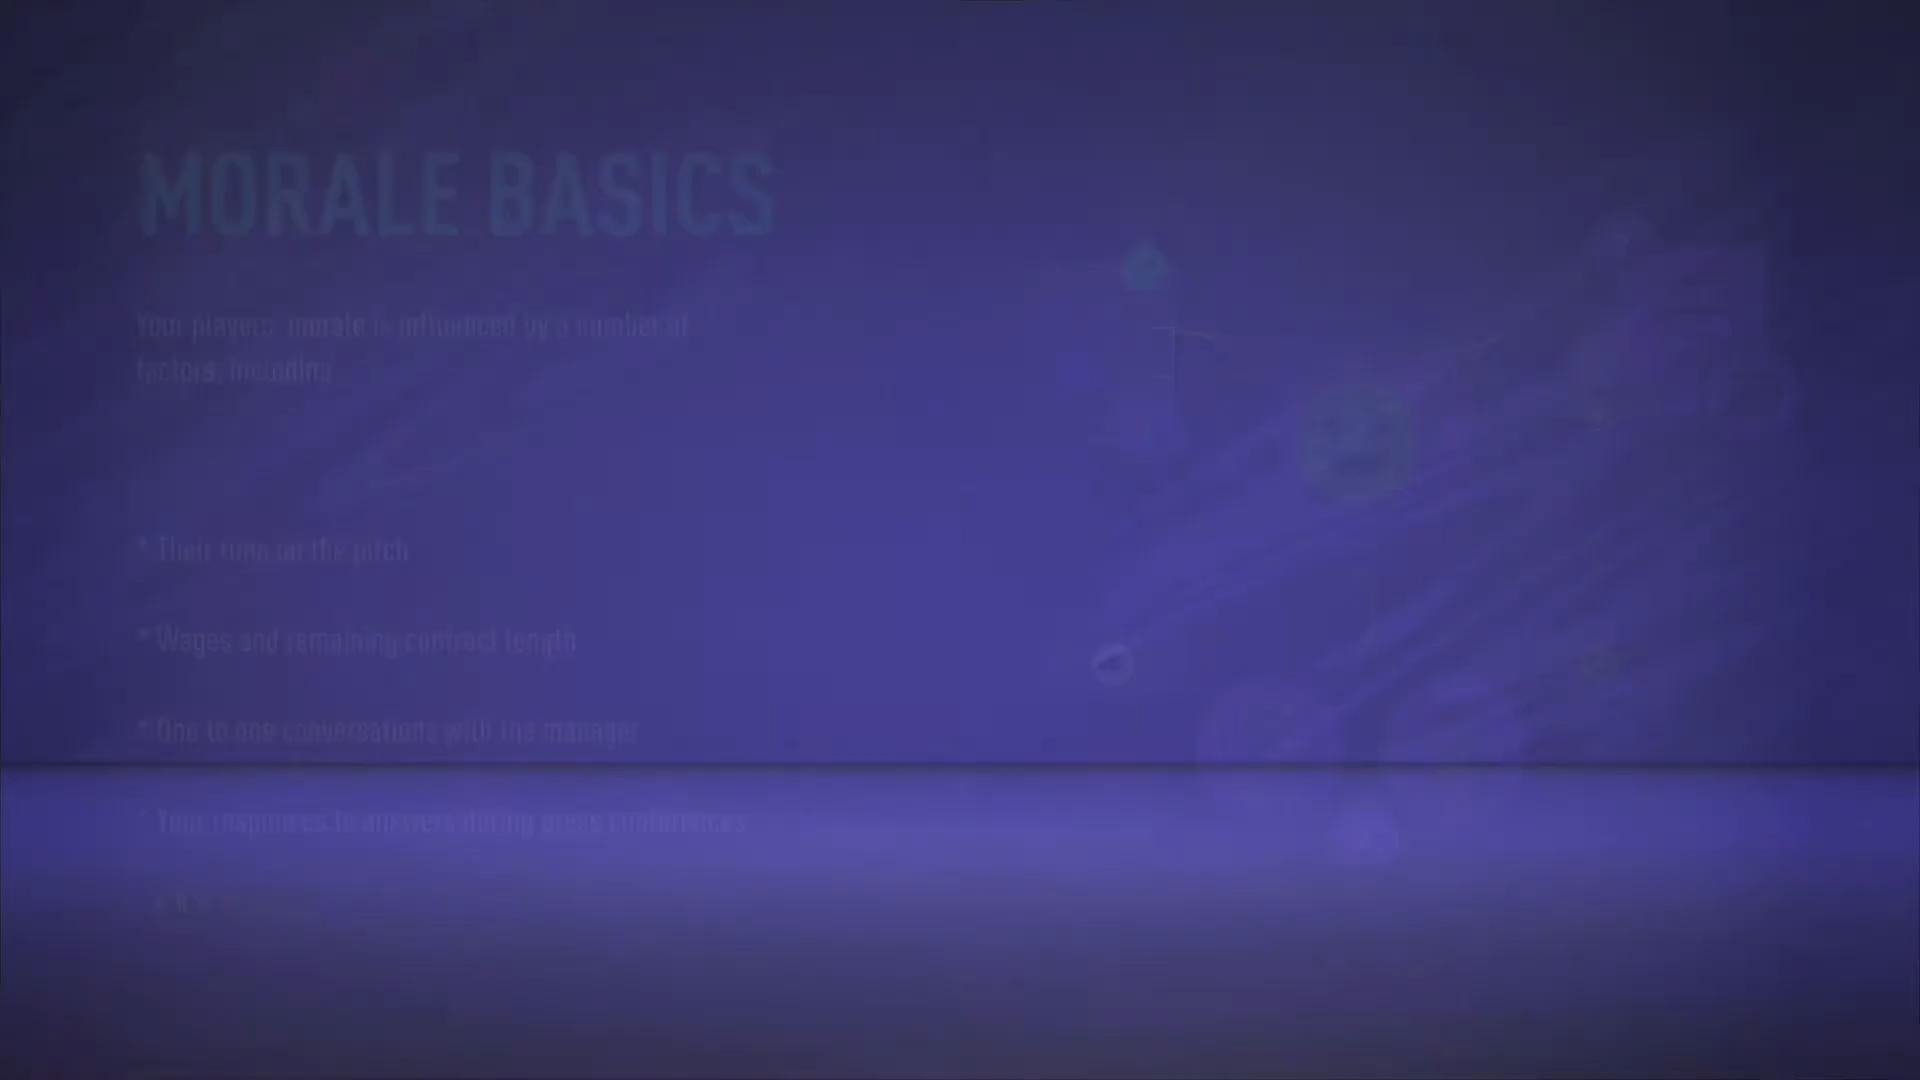 MORALE BASICS
Your players' morale is influenced by a number of
factors, including
* Their time on the pitch
* Wages and remaining contract length
* One to one conversations with the manager
* Your responses to answers during press conferences